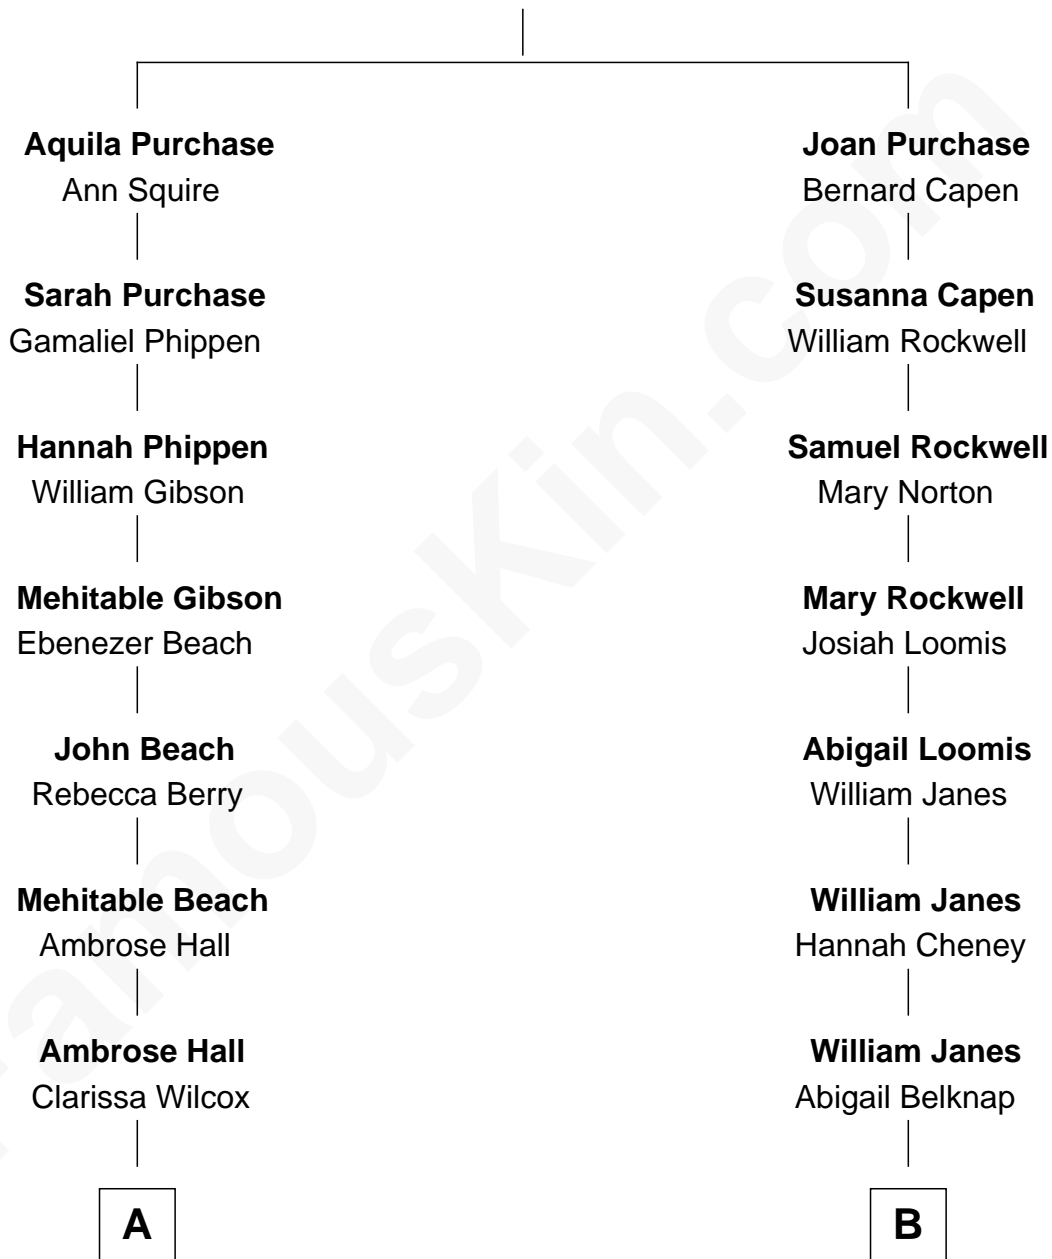 Aquila Purchase
Ann Squire
Sarah Purchase
Gamaliel Phippen
Hannah Phippen
William Gibson
Mehitable Gibson
Ebenezer Beach
John Beach
Rebecca Berry
Mehitable Beach
Ambrose Hall
Ambrose Hall
Clarissa Wilcox
A
Joan Purchase
Bernard Capen
Susanna Capen
William Rockwell
Samuel Rockwell
Mary Norton
Mary Rockwell
Josiah Loomis
Abigail Loomis
William Janes
William Janes
Hannah Cheney
William Janes
Abigail Belknap
B
FamousKin.com